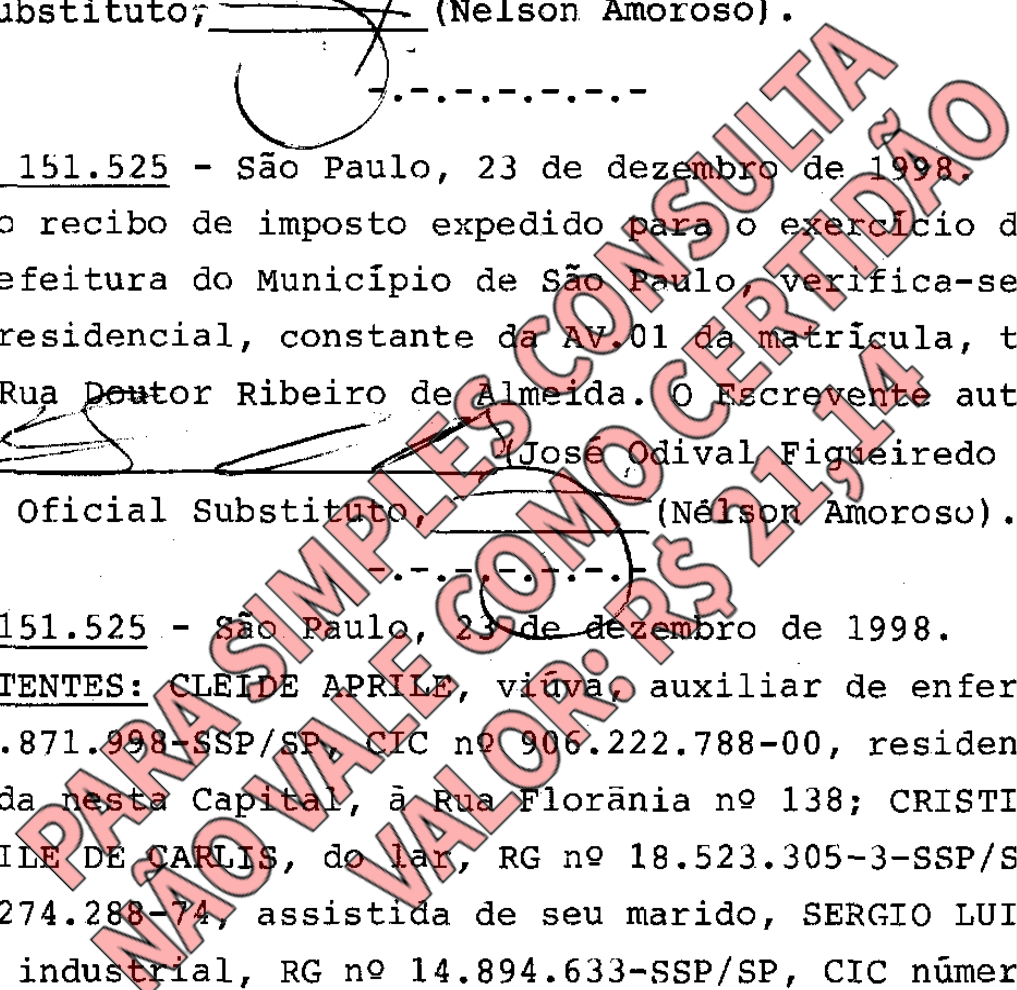 ubstituto, (Nelson Amoroso).
-.-.-.-.-.-.-
151.525 - São Paulo, 23 de dezembro de 1998.
o recibo de imposto expedido para o exercício d
efeitura do Município de São Paulo, verifica-se
residencial, constante da AV.01 da matrícula, t
Rua Doutor Ribeiro de Almeida. O Escrevente aut
(José Odival Figueiredo
Oficial Substituto, (Nelson Amoroso).
-.-.-.-.-.-.-
151.525 - São Paulo, 23 de dezembro de 1998.
TENTES: CLEIDE APRILE, viúva, auxiliar de enfer
.871.998-SSP/SP, CIC nº 906.222.788-00, residen
da nesta Capital, à Rua Florânia nº 138; CRISTI
ILE DE CARLIS, do lar, RG nº 18.523.305-3-SSP/S
274.288-74, assistida de seu marido, SERGIO LUI
industrial, RG nº 14.894.633-SSP/SP, CIC númer
PARA SIMPLES CONSULTA
NÃO VALE COMO CERTIDÃO
VALOR: R$ 21,14